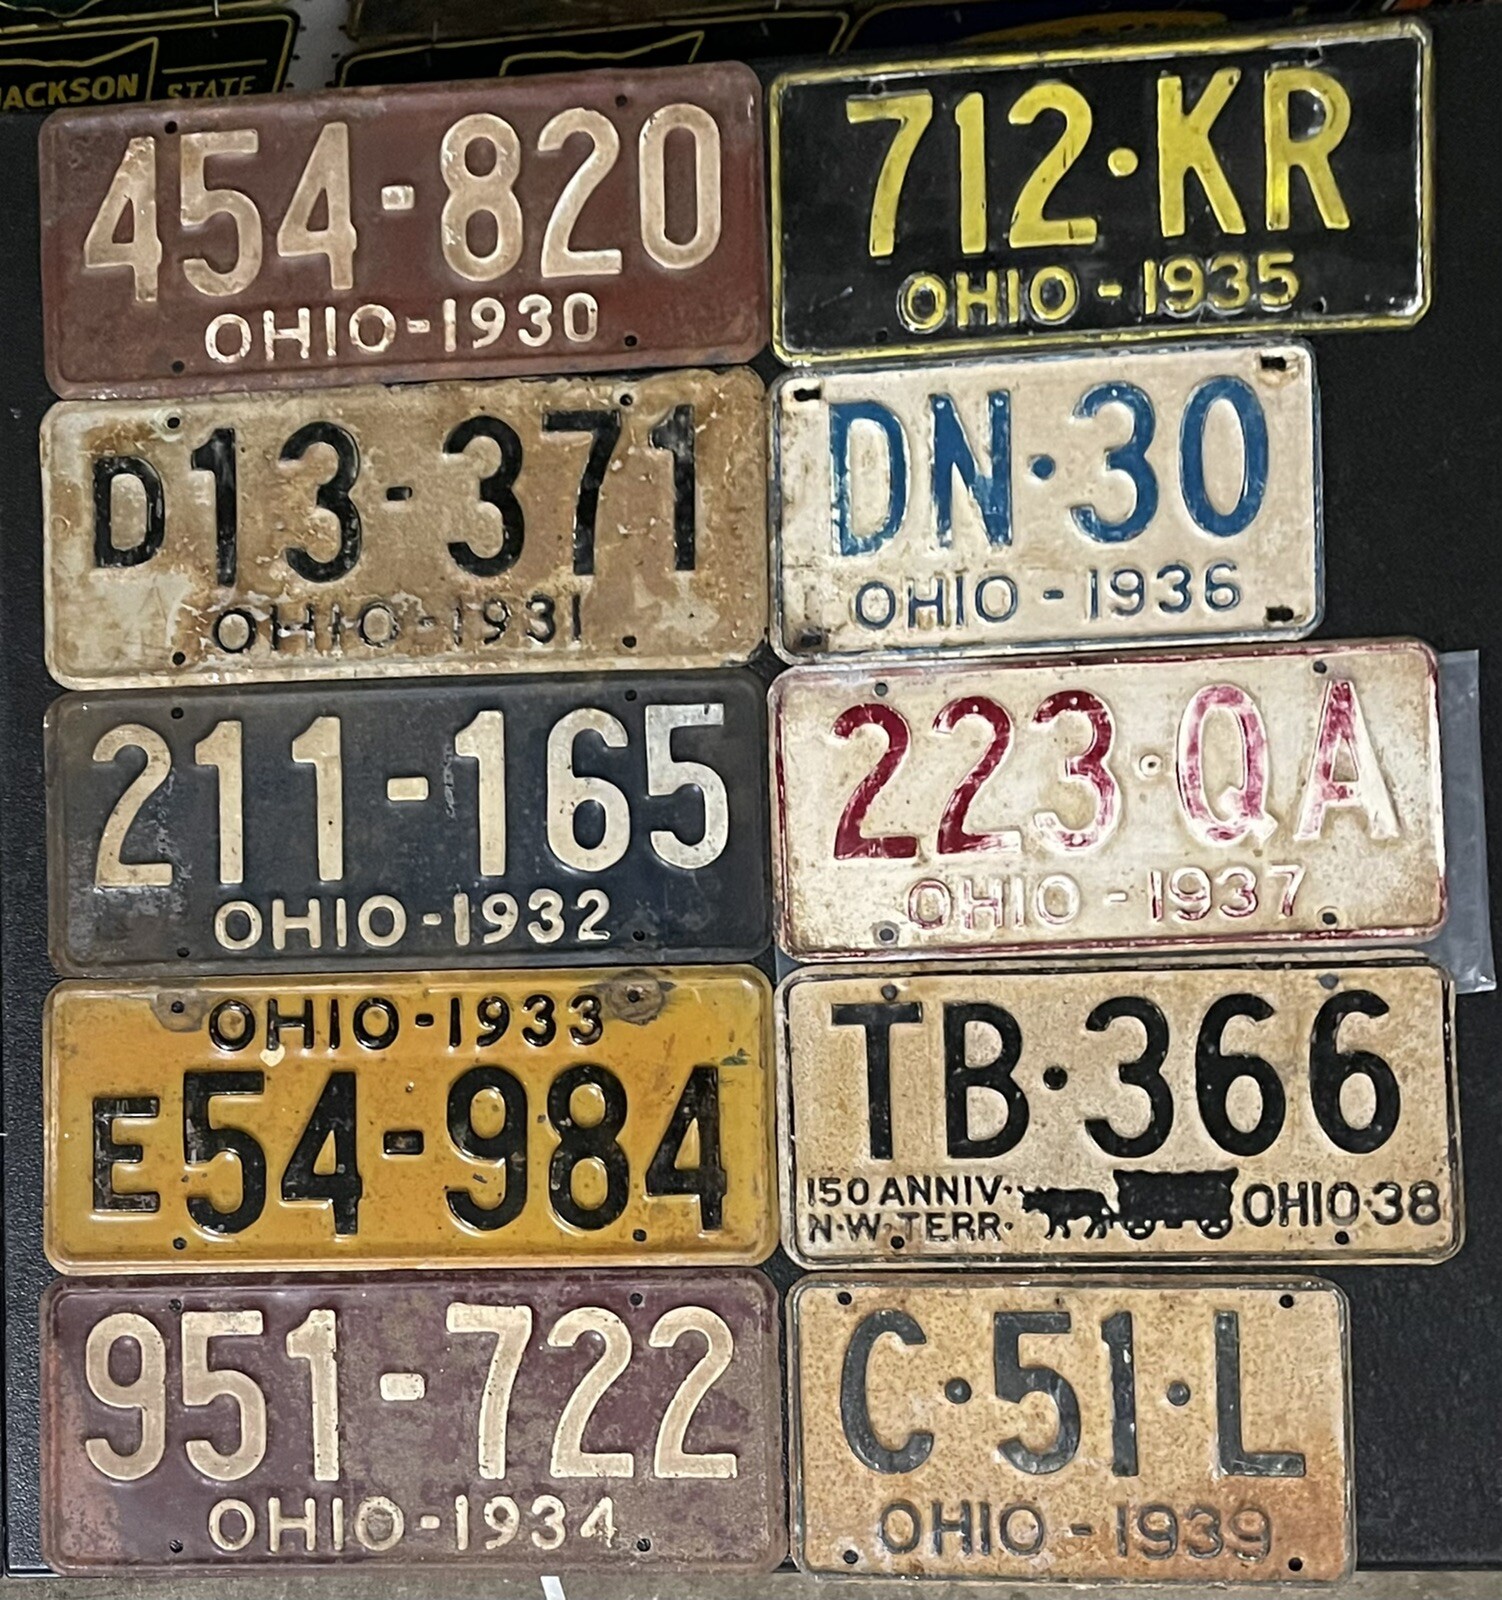 JACKSON
STATE
454-820
OHIO-1930
D13-371
OHIO-1931
211-165
OHIO-1932
OHIO-1933
E54-984
951-722
OHIO-1934
712·KR
OHIO-1935
DN·30
OHIO-1936
223·QA
OHIO-1937
TB·366
150 ANNIV·
N·W·TERR·
OHIO·38
C·51·L
OHIO-1939